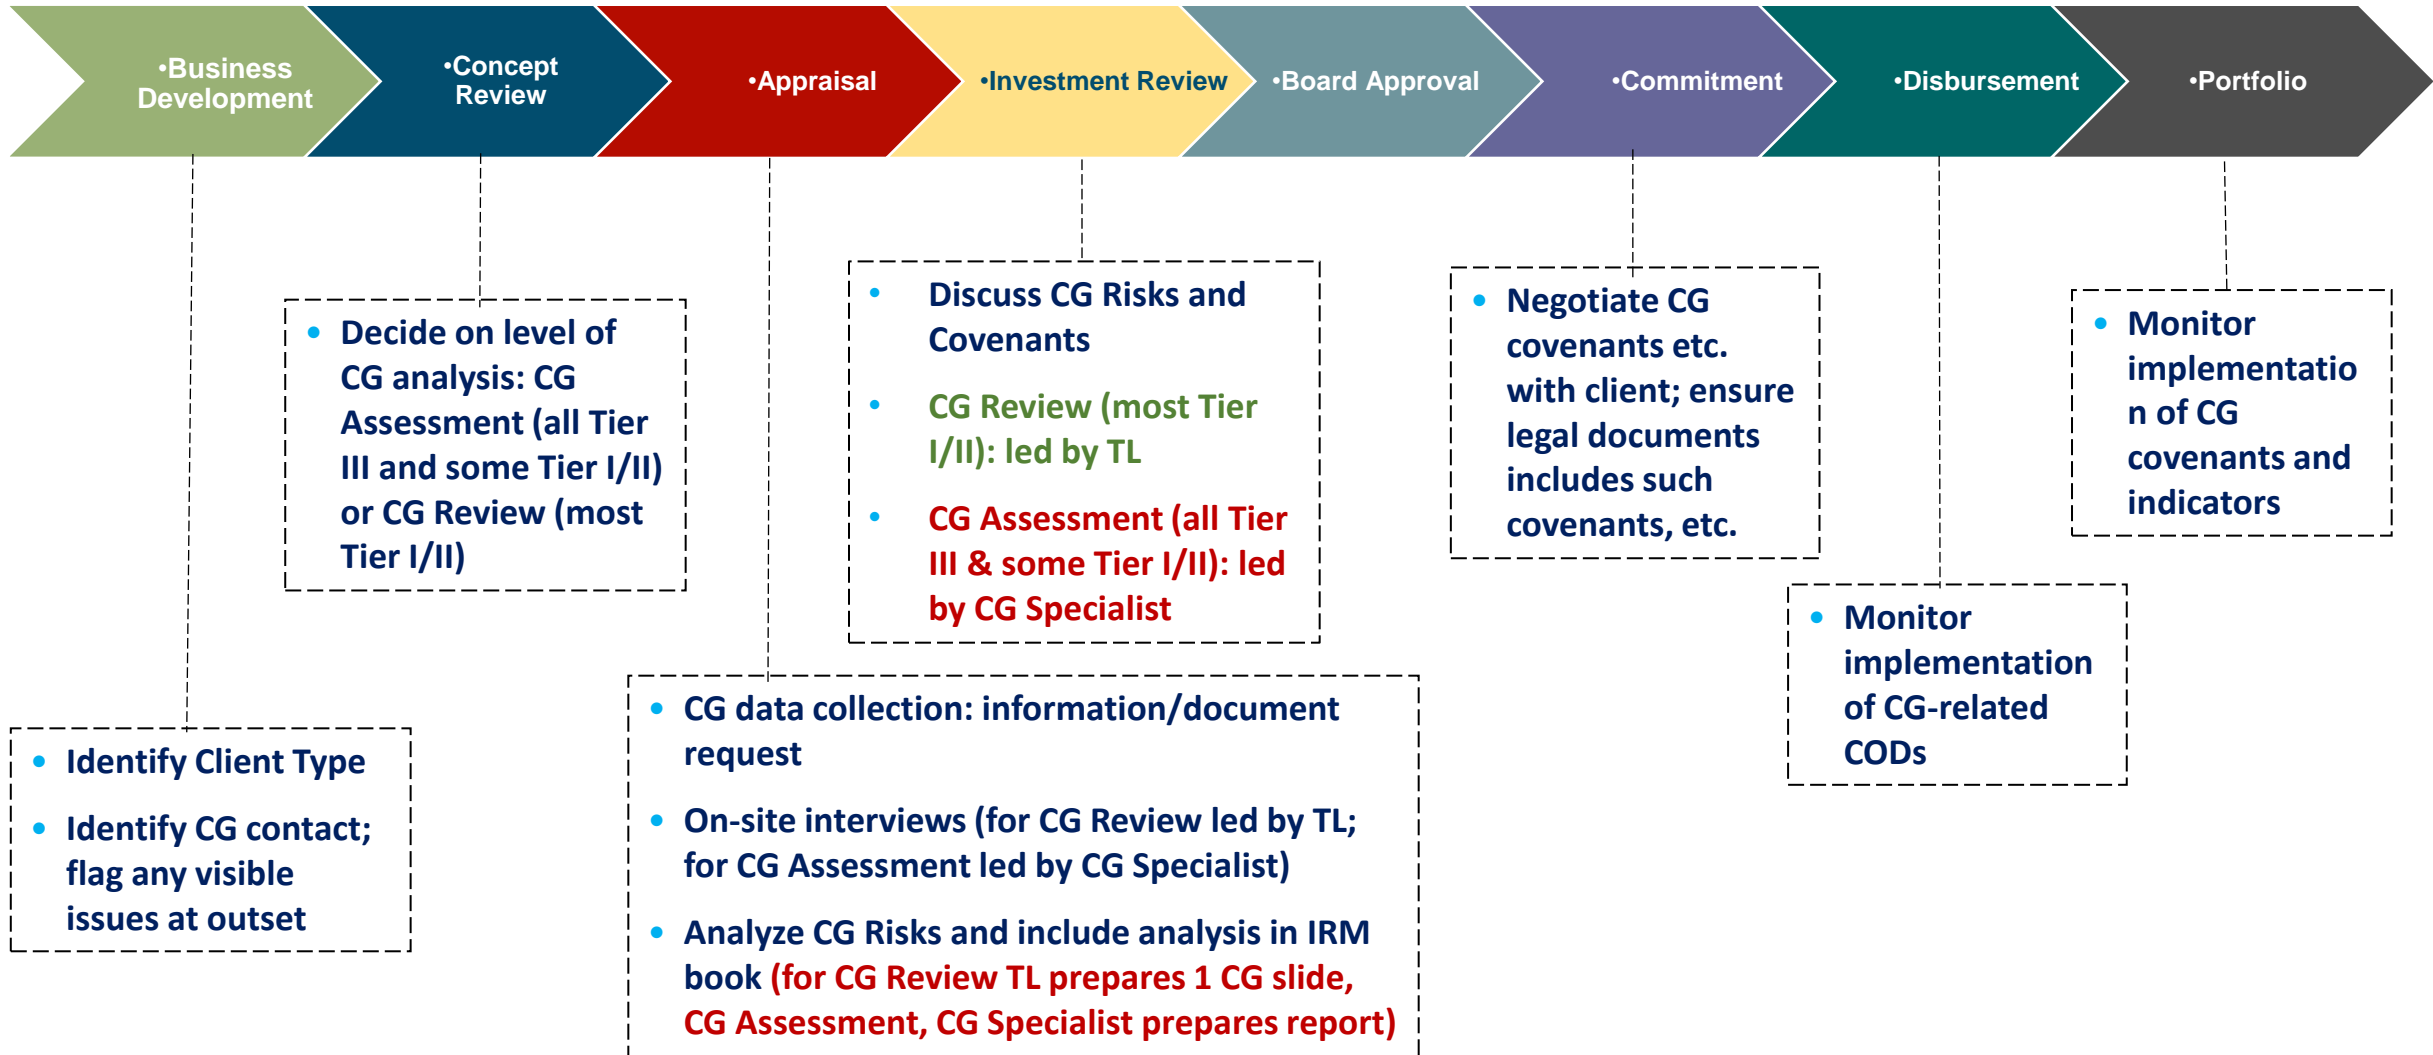 •Business
Development
•Concept
Review
•Appraisal
•Investment Review
•Board Approval
•Commitment
•Disbursement
•Portfolio
• Identify Client Type
• Identify CG contact;
flag any visible
issues at outset
• Decide on level of
CG analysis: CG
Assessment (all Tier
III and some Tier I/II)
or CG Review (most
Tier I/II)
• CG data collection: information/document
request
• On-site interviews (for CG Review led by TL;
for CG Assessment led by CG Specialist)
• Analyze CG Risks and include analysis in IRM
book (for CG Review TL prepares 1 CG slide,
CG Assessment, CG Specialist prepares report)
• Discuss CG Risks and
Covenants
• CG Review (most Tier
I/II): led by TL
• CG Assessment (all Tier
III & some Tier I/II): led
by CG Specialist
• Negotiate CG
covenants etc.
with client; ensure
legal documents
includes such
covenants, etc.
• Monitor
implementation
of CG-related
CODs
• Monitor
implementatio
n of CG
covenants and
indicators